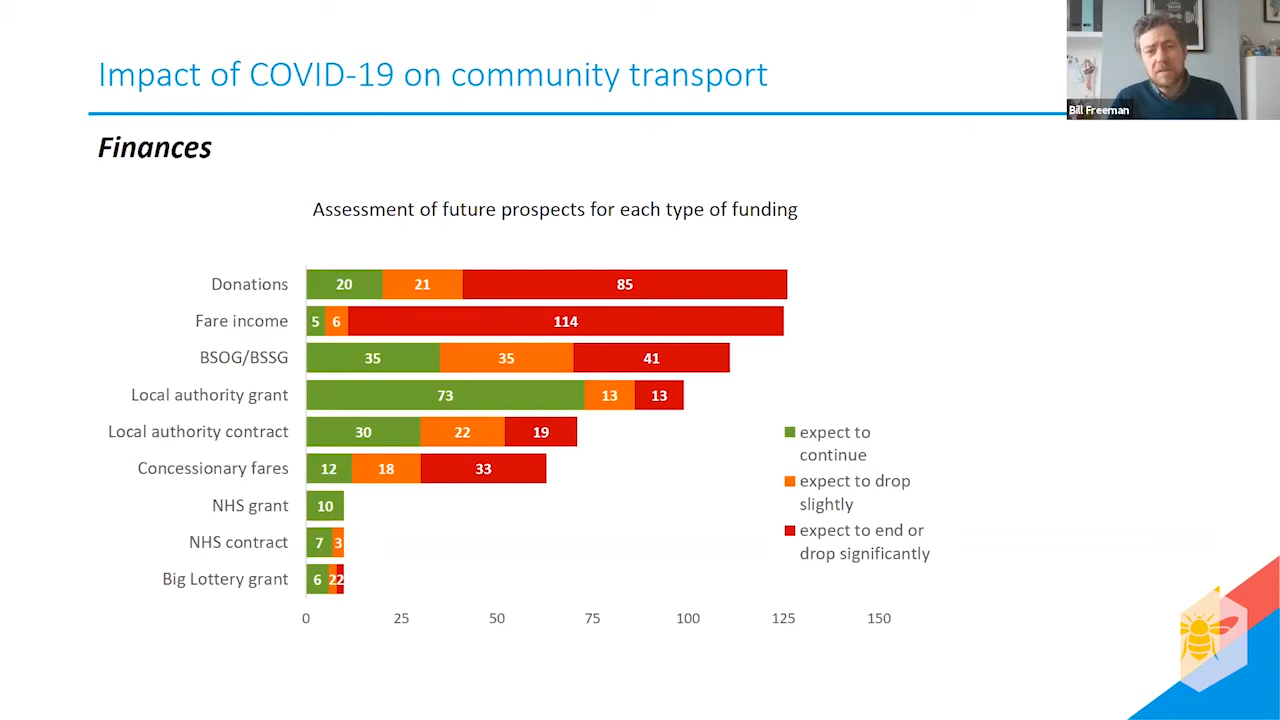 Impact of COVID-19 on community transport
Bill Freeman
Finances
Assessment of future prospects for each type of funding
Donations 20 21 85
Fare income 5 6 114
BSOG/BSSG 35 35 41
Local authority grant 73 13 13
Local authority contract 30 22 19
Concessionary fares 12 18 33
NHS grant 10
NHS contract 7 3
Big Lottery grant 6 2 2
0 25 50 75 100 125 150
expect to
continue
expect to drop
slightly
expect to end or
drop significantly